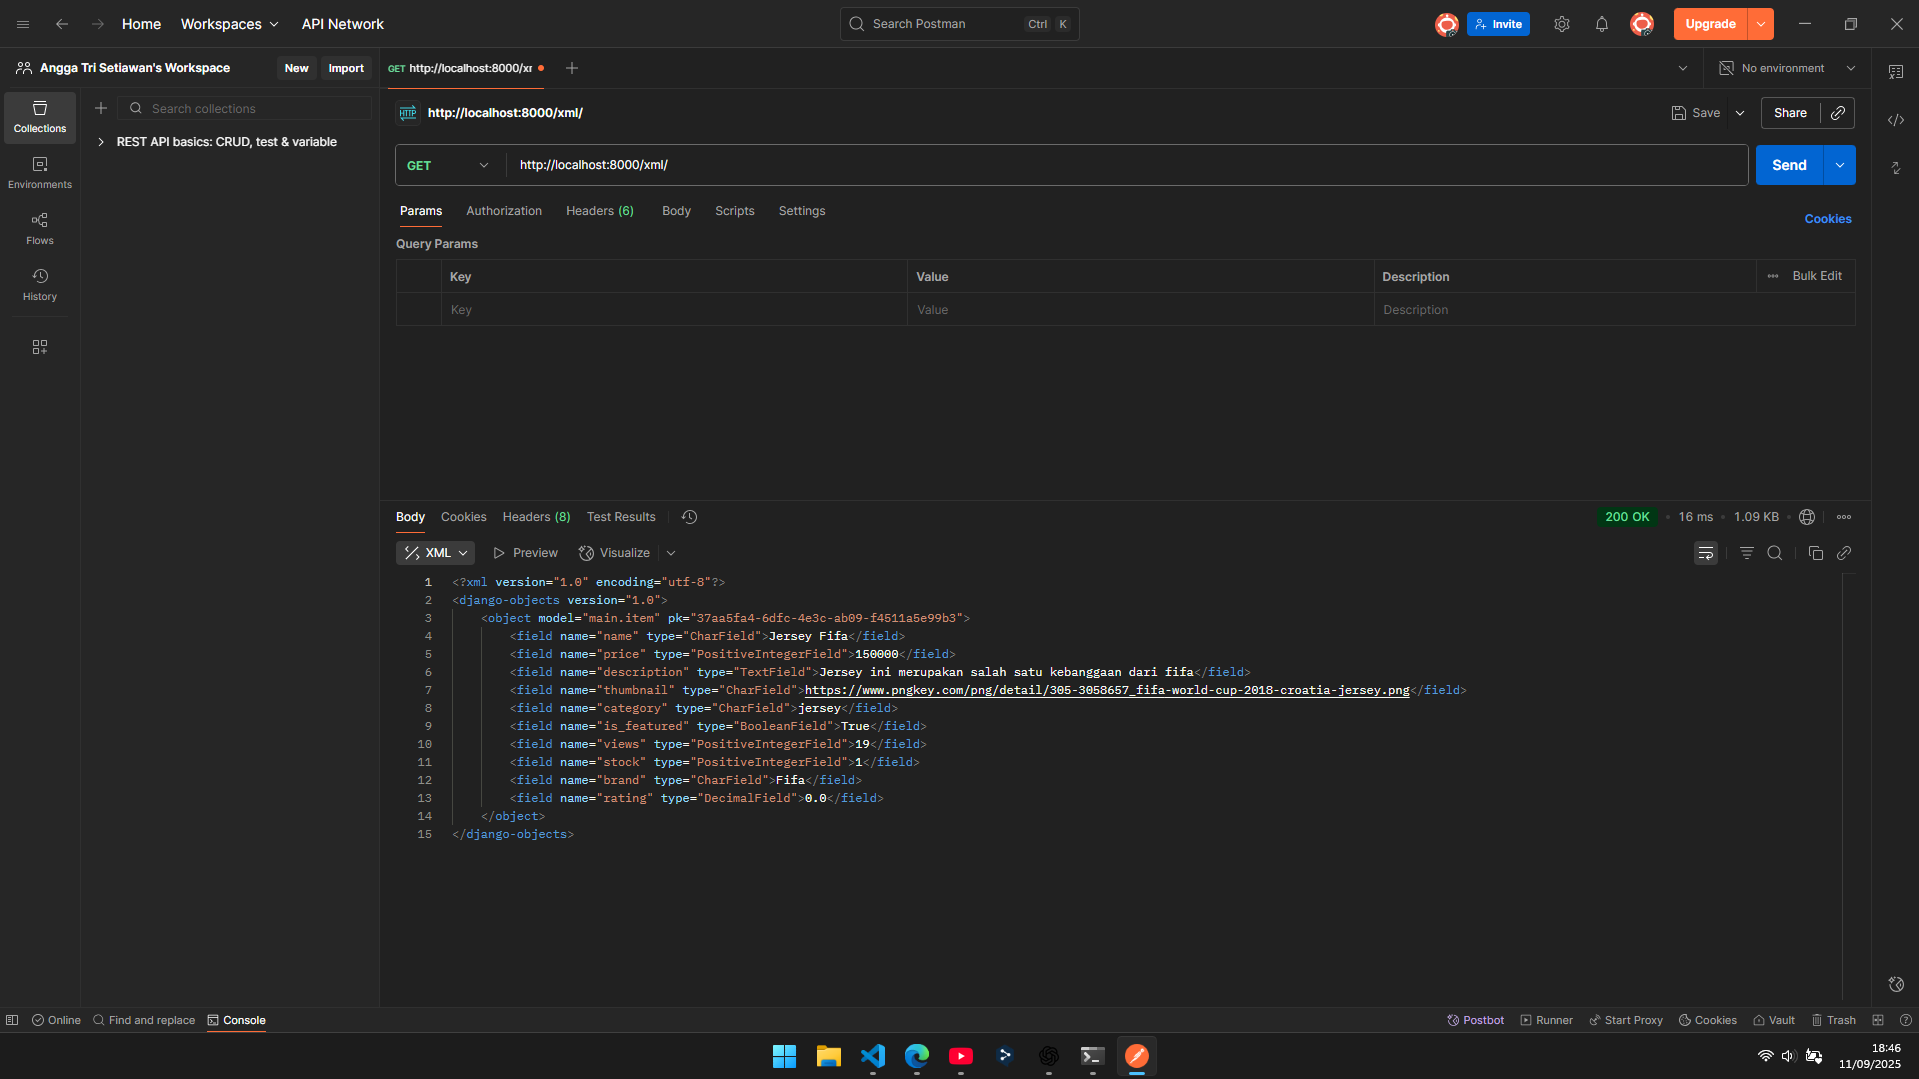 Home Workspaces API Network Search Postman Ctrl K Invite Upgrade
Angga Tri Setiawan's Workspace New Import GET http://localhost:8000/xr No environment
Collections
Environments
Flows
History
Search collections
REST API basics: CRUD, test & variable
HTTP http://localhost:8000/xml/ Save Share
GET http://localhost:8000/xml/ Send
Params Authorization Headers (6) Body Scripts Settings Cookies
Query Params
Key Value Description Bulk Edit
Key Value Description
Body Cookies Headers (8) Test Results 200 OK 16 ms 1.09 KB
XML Preview Visualize
1 <?xml version="1.0" encoding="utf-8"?>
2 <django-objects version="1.0">
3 <object model="main.item" pk="37aa5fa4-6dfc-4e3c-ab09-f4511a5e99b3">
4 <field name="name" type="CharField">Jersey Fifa</field>
5 <field name="price" type="PositiveIntegerField">150000</field>
6 <field name="description" type="TextField">Jersey ini merupakan salah satu kebanggaan dari fifa</field>
7 <field name="thumbnail" type="CharField">https://www.pngkey.com/png/detail/305-3058657_fifa-world-cup-2018-croatia-jersey.png</field>
8 <field name="category" type="CharField">jersey</field>
9 <field name="is_featured" type="BooleanField">True</field>
10 <field name="views" type="PositiveIntegerField">19</field>
11 <field name="stock" type="PositiveIntegerField">1</field>
12 <field name="brand" type="CharField">Fifa</field>
13 <field name="rating" type="DecimalField">0.0</field>
14 </object>
15 </django-objects>
Online Find and replace Console Postbot Runner Start Proxy Cookies Vault Trash
18:46
11/09/2025